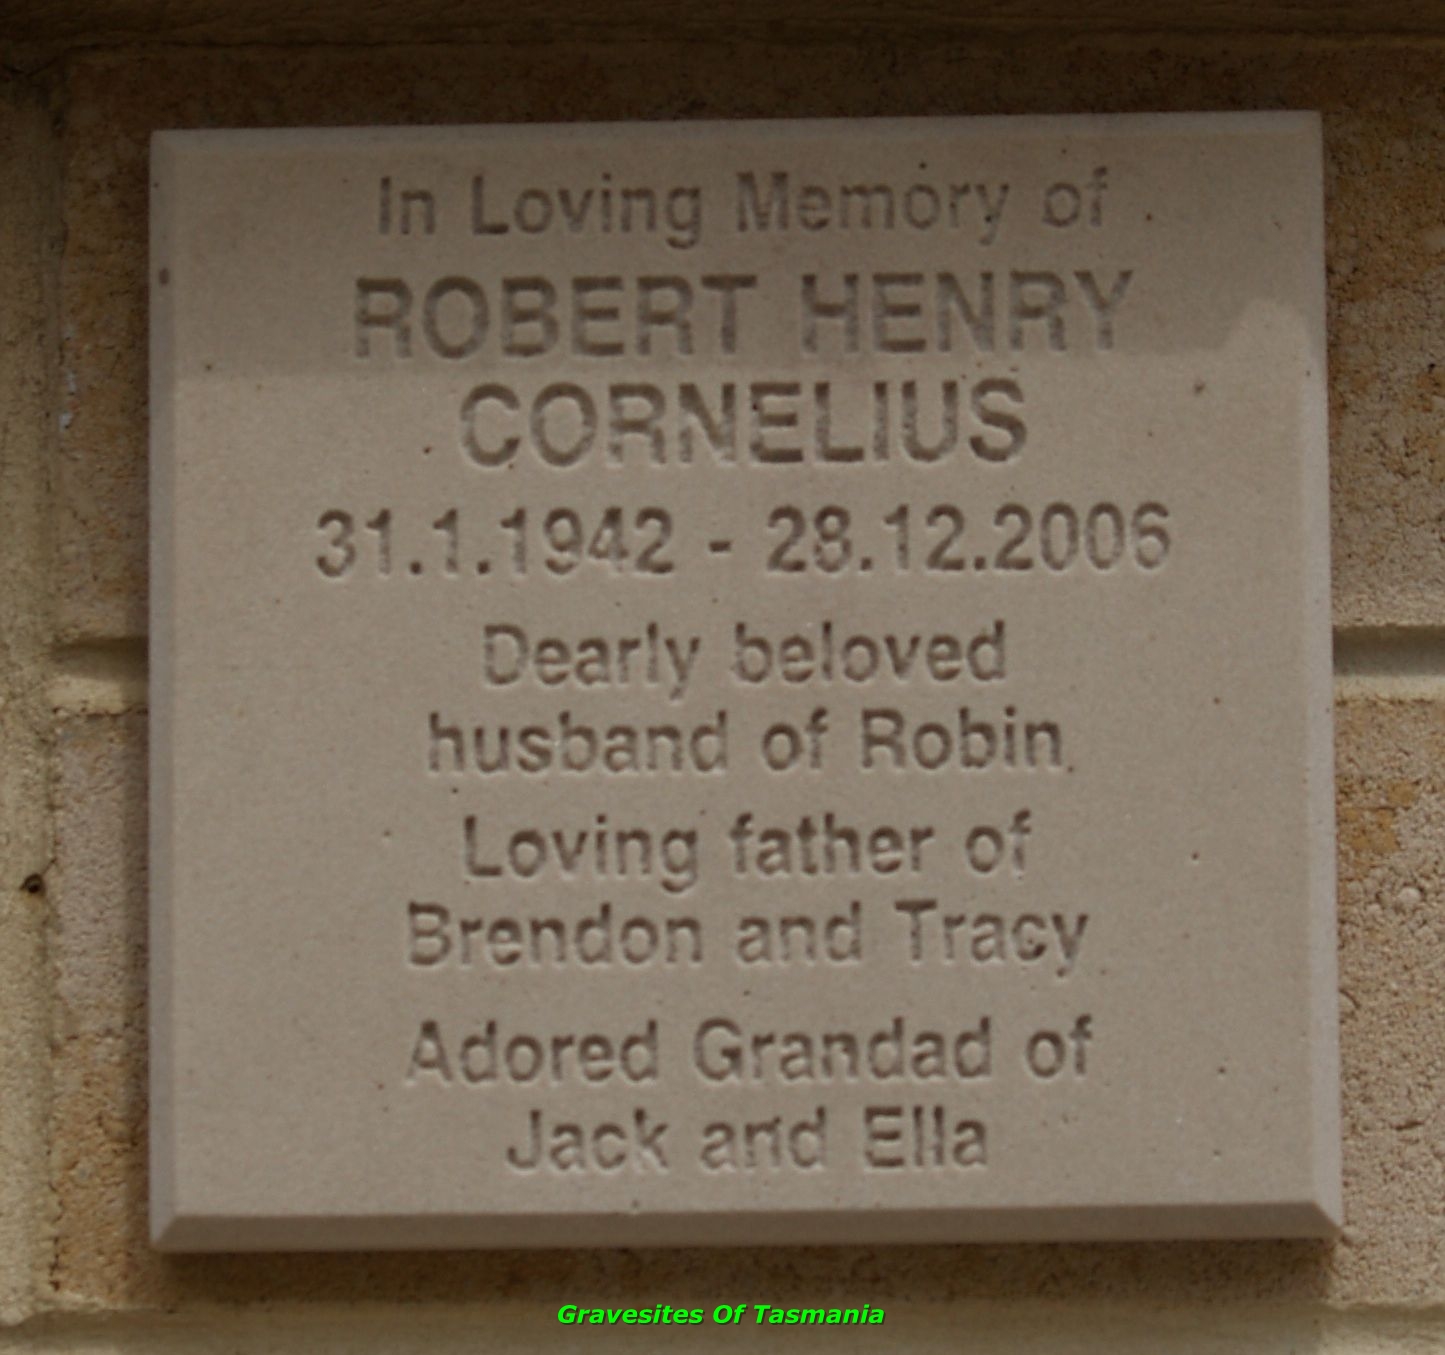 In Loving Memory of
ROBERT HENRY
CORNELIUS
31.1.1942 - 28.12.2006
Dearly beloved
husband of Robin
Loving father of
Brendon and Tracy
Adored Grandad of
Jack and Ella
Gravesites Of Tasmania